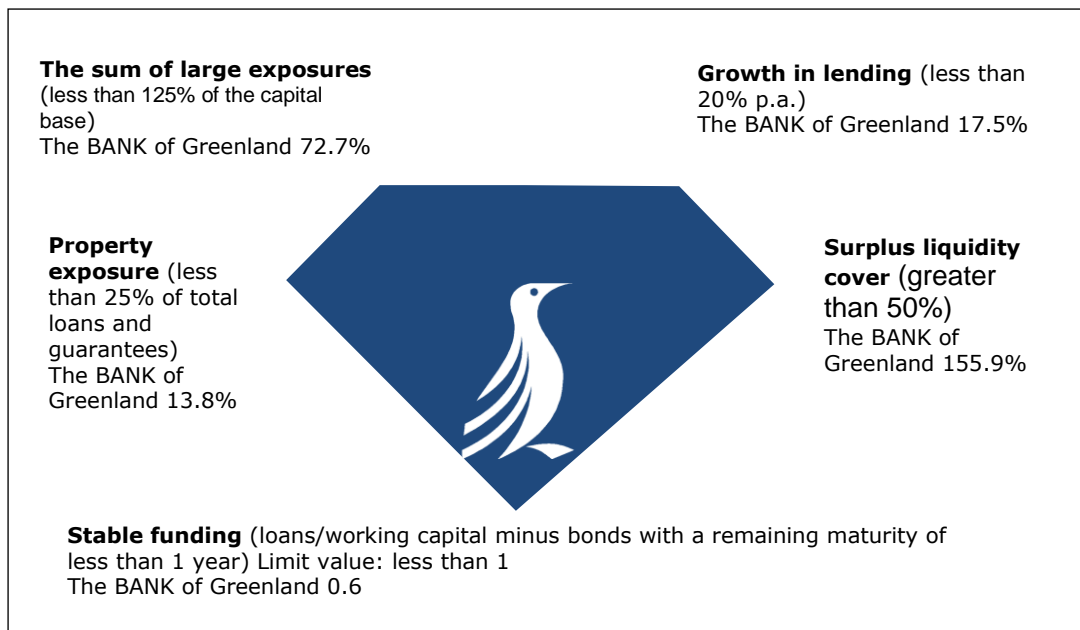 The sum of large exposures
(less than 125% of the capital
base)
The BANK of Greenland 72.7%
Growth in lending (less than
20% p.a.)
The BANK of Greenland 17.5%
Property
exposure (less
than 25% of total
loans and
guarantees)
The BANK of
Greenland 13.8%
Surplus liquidity
cover (greater
than 50%)
The BANK of
Greenland 155.9%
Stable funding (loans/working capital minus bonds with a remaining maturity of
less than 1 year) Limit value: less than 1
The BANK of Greenland 0.6